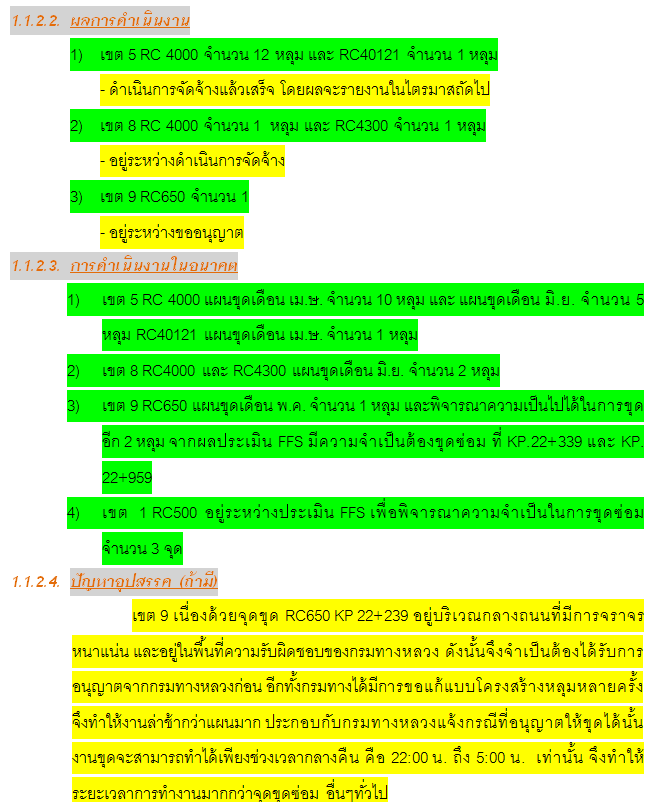 1.1.2.2. ผลการดำเนินงาน
1) เขต 5 RC 4000 จำนวน 12 หลุม และ RC40121 จำนวน 1 หลุม
- ดำเนินการจัดจ้างแล้วเสร็จ โดยผลจะรายงานในไตรมาสถัดไป
2) เขต 8 RC 4000 จำนวน 1 หลุม และ RC4300 จำนวน 1 หลุม
- อยู่ระหว่างดำเนินการจัดจ้าง
3) เขต 9 RC650 จำนวน 1
- อยู่ระหว่างขออนุญาต
1.1.2.3. การดำเนินงานในอนาคต
1) เขต 5 RC 4000 แผนขุดเดือน เม.ษ. จำนวน 10 หลุม และ แผนขุดเดือน มิ.ย. จำนวน 5
หลุม RC40121 แผนขุดเดือน เม.ษ. จำนวน 1 หลุม
2) เขต 8 RC4000 และ RC4300 แผนขุดเดือน มิ.ย. จำนวน 2 หลุม
3) เขต 9 RC650 แผนขุดเดือน พ.ค. จำนวน 1 หลุม และพิจารณาความเป็นไปได้ในการขุด
อีก 2 หลุม จากผลประเมิน FFS มีความจำเป็นต้องขุดซ่อม ที่ KP.22+339 และ KP.
22+959
4) เขต 1 RC500 อยู่ระหว่างประเมิน FFS เพื่อพิจารณาความจำเป็นในการขุดซ่อม
จำนวน 3 จุด
1.1.2.4. ปัญหาอุปสรรค (ถ้ามี)
เขต 9 เนื่องด้วยจุดขุด RC650 KP 22+239 อยู่บริเวณกลางถนนที่มีการจราจร
หนาแน่น และอยู่ในพื้นที่ความรับผิดชอบของกรมทางหลวง ดังนั้นจึงจำเป็นต้องได้รับการ
อนุญาตจากกรมทางหลวงก่อน อีกทั้งกรมทางได้มีการขอแก้แบบโครงสร้างหลุมหลายครั้ง
จึงทำให้งานล่าช้ากว่าแผนมาก ประกอบกับกรมทางหลวงแจ้งกรณีที่อนุญาตให้ขุดได้นั้น
งานขุดจะสามารถทำได้เพียงช่วงเวลากลางคืน คือ 22:00 น. ถึง 5:00 น. เท่านั้น จึงทำให้
ระยะเวลาการทำงานมากกว่าจุดขุดซ่อม อื่นๆทั่วไป